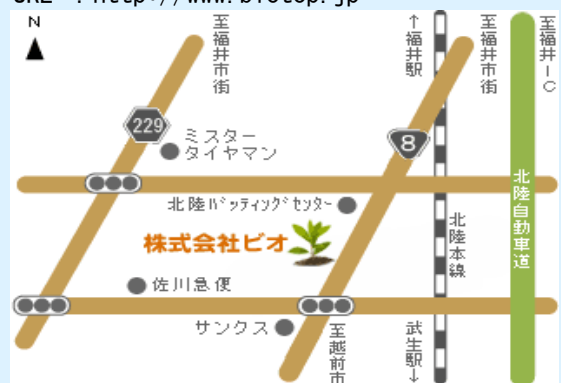 URL : http://www.biotop.jp
N
至福井市街
↑福井駅
至福井市街
至福井IC
229
ミスター
タイヤマン
8
北陸バッティングセンター
北陸自動車道
株式会社ビオ
北陸本線
佐川急便
サンクス
至越前市
武生駅↓